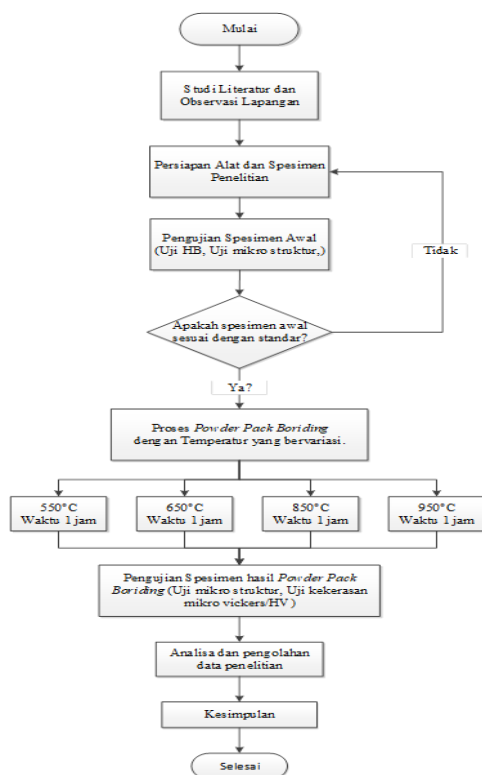 Mulai
Studi Literatur dan
Observasi Lapangan
Persiapan Alat dan Spesimen
Penelitian
Pengujian Spesimen Awal
(Uji HB, Uji mikro struktur,)
Tidak
Apakah spesimen awal
sesuai dengan standar?
Ya?
Proses Powder Pack Boriding
dengan Temperatur yang bervariasi.
550°C
Waktu 1 jam
650°C
Waktu 1 jam
850°C
Waktu 1 jam
950°C
Waktu 1 jam
Pengujian Spesimen hasil Powder Pack
Boriding (Uji mikro struktur, Uji kekerasan
mikro vickers/HV )
Analisa dan pengolahan
data penelitian
Kesimpulan
Selesai